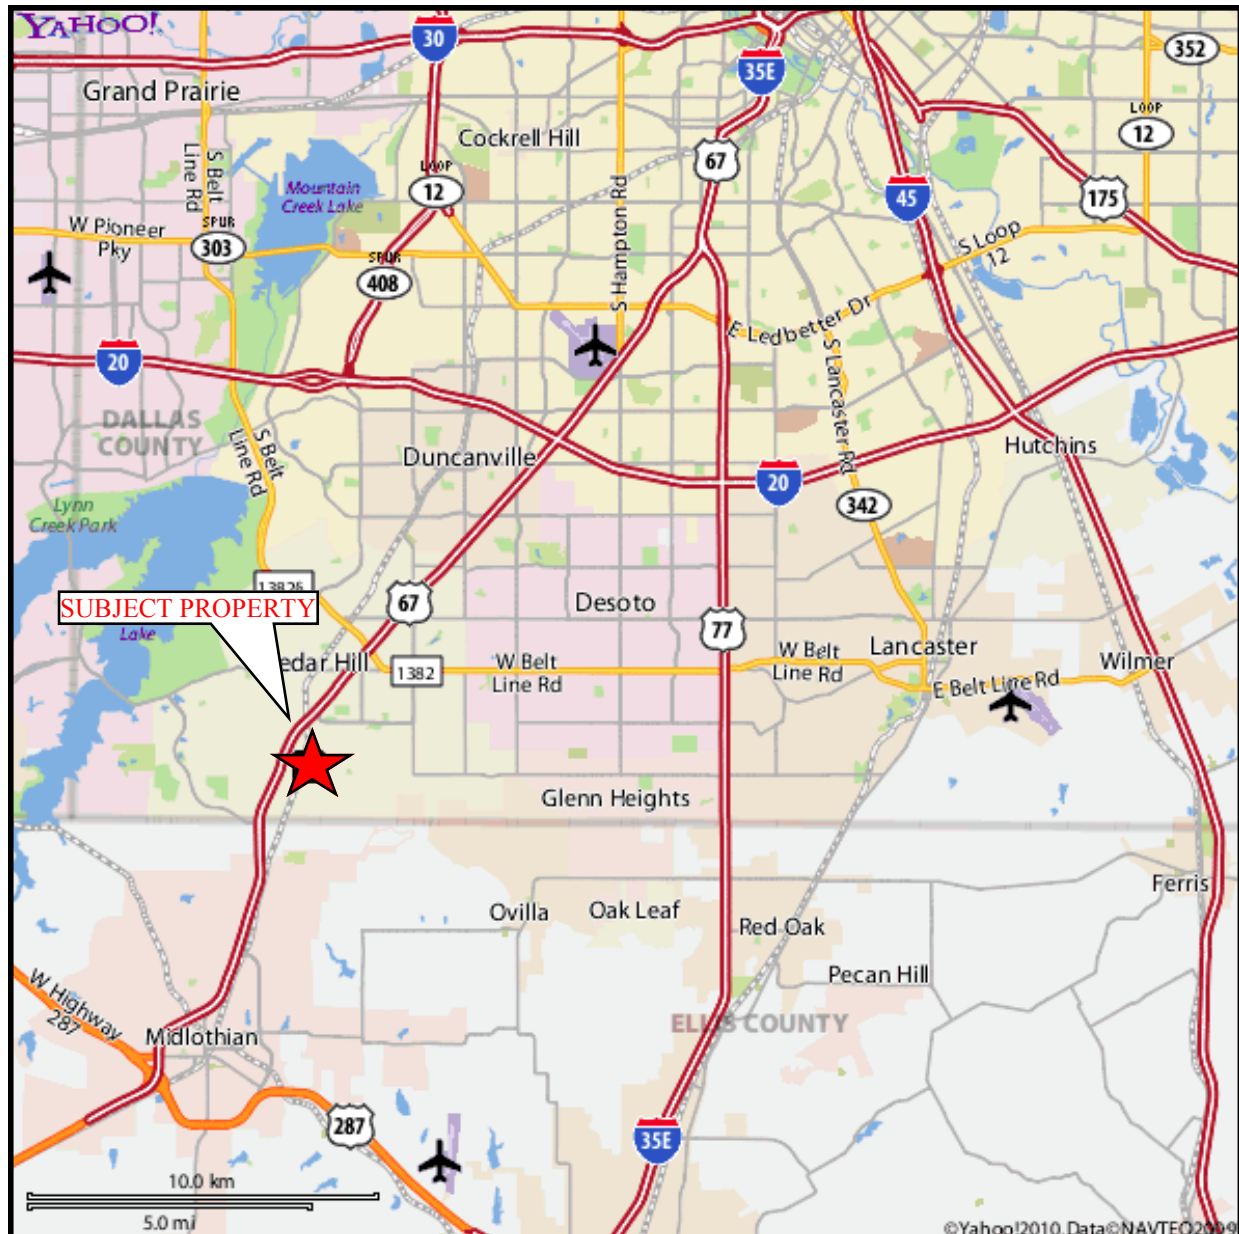 YAHOO!
30
35E
352
Grand Prairie
LOOP
12
Cockrell Hill
67
S Belt
Line Rd
Mountain
Creek Lake
LOOP
12
S Hampton Rd
45
175
W Pioneer
Pky
SPUR
303
SPUR
408
S Loop
12
E Ledbetter Dr
20
S Lancaster Rd
DALLAS
COUNTY
S Belt
Line Rd
Duncanville
Hutchins
20
342
Lynn
Creek Park
67
Desoto
77
SUBJECT PROPERTY
Lake
edar Hill
1382
W Belt
Line Rd
W Belt
Line Rd
Lancaster
Wilmer
E Belt Line Rd
Glenn Heights
Ferris
Ovilla
Oak Leaf
Red Oak
Pecan Hill
W Highway
287
Midlothian
ELLIS COUNTY
287
35E
10.0 km
5.0 mi
©Yahoo!2010, Data©NAVTEQ2009